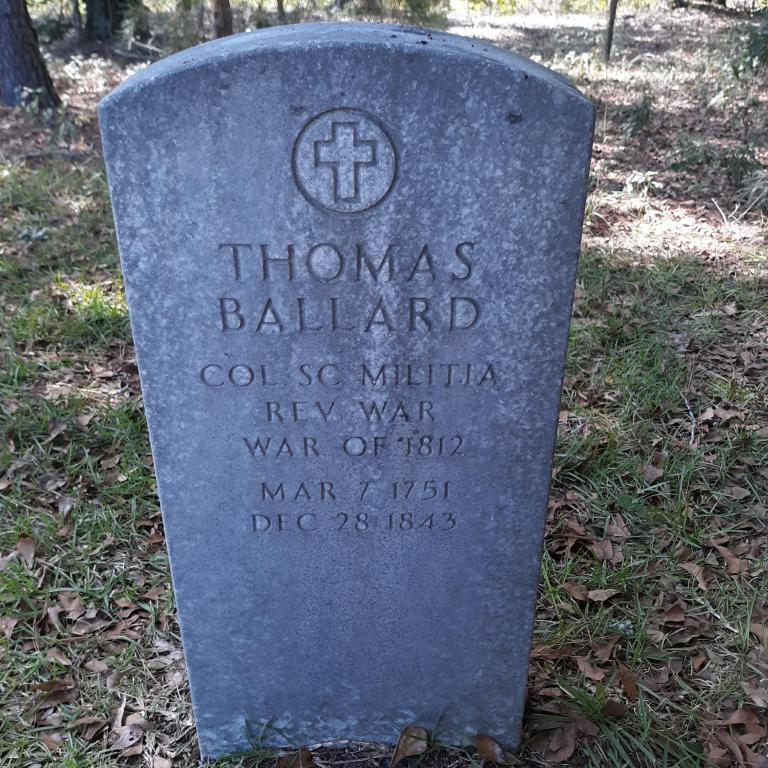 THOMAS
BALLARD
COL SC MILITIA
REV WAR
WAR OF 1812
MAR 7 1751
DEC 28 1843